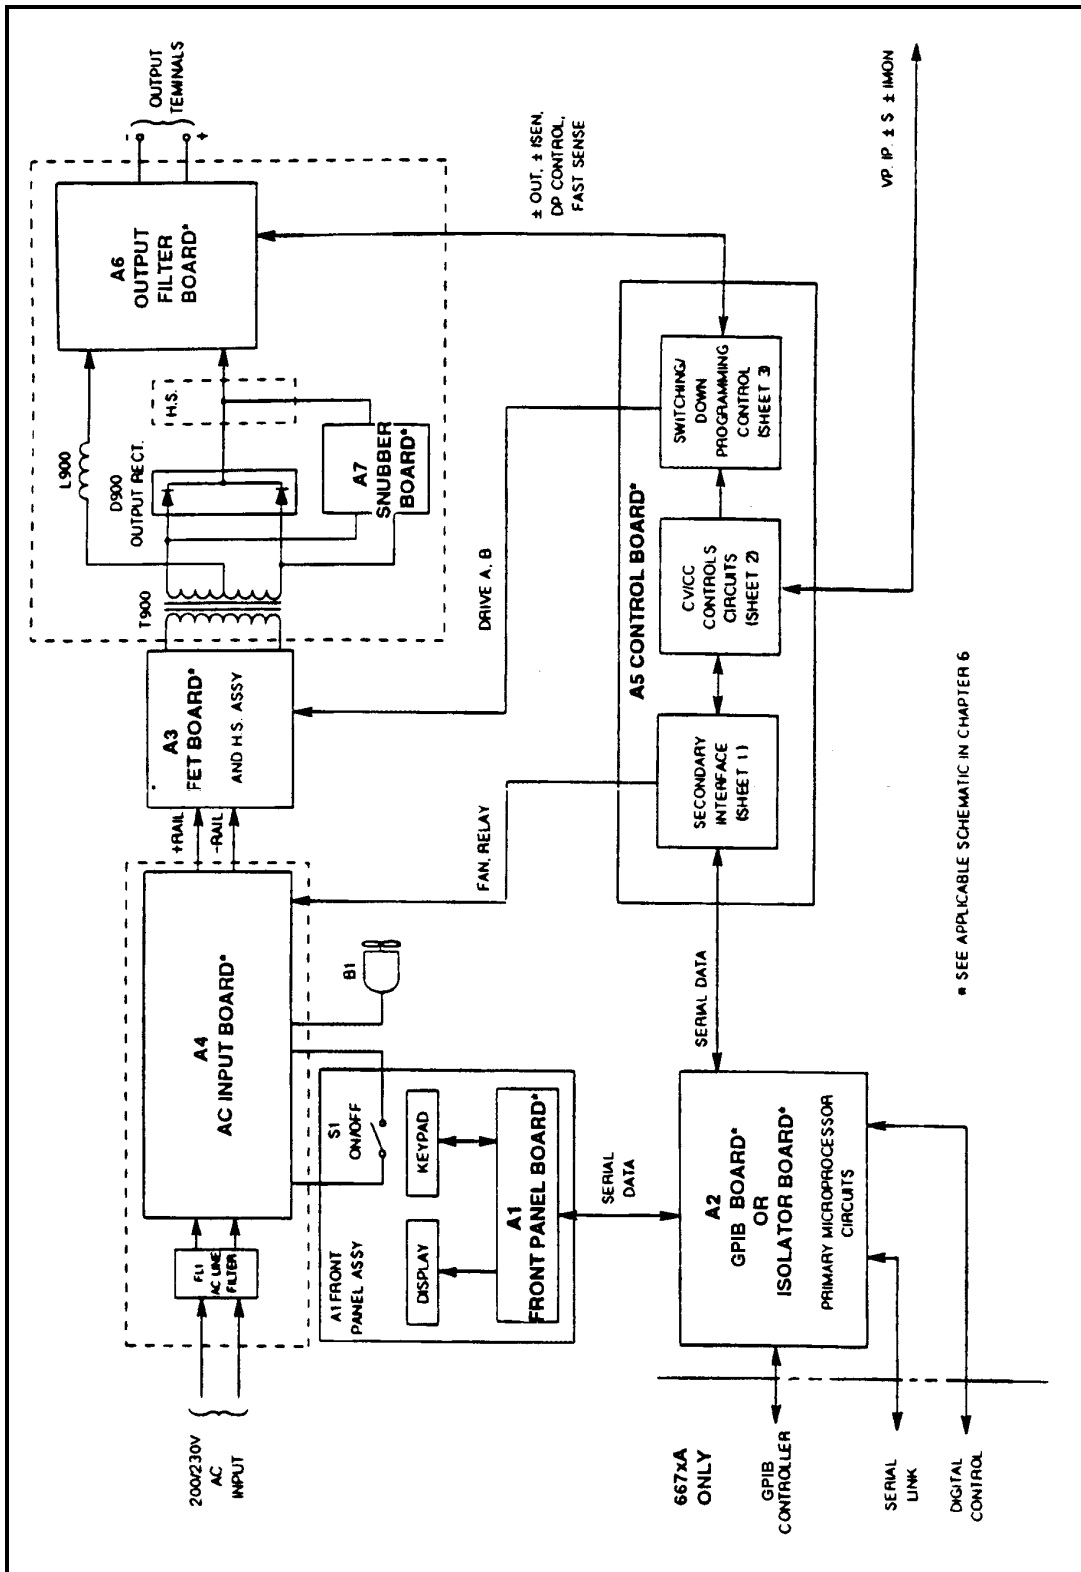 200/230V
AC
INPUT
FL1
AC LINE
FILTER
A4
AC INPUT BOARD*
+RAIL
-RAIL
A3
FET BOARD*
AND H.S. ASSY
T900
L900
D900
OUTPUT RECT.
H.S.
A7
SNUBBER
BOARD*
A6
OUTPUT
FILTER
BOARD*
-
+
OUTPUT
TEMINALS
B1
S1
ON/OFF
A1 FRONT
PANEL ASSY
DISPLAY
KEYPAD
A1
FRONT PANEL BOARD*
FAN, RELAY
DRIVE A, B
± OUT, ± ISEN,
DP CONTROL,
FAST SENSE
SERIAL
DATA
SERIAL DATA
A5 CONTROL BOARD*
SECONDARY
INTERFACE
(SHEET 1)
CV/CC
CONTROLS
CIRCUITS
(SHEET 2)
SWITCHING/
DOWN
PROGRAMMING
CONTROL
(SHEET 3)
A2
GPIB BOARD*
OR
ISOLATOR BOARD*
PRIMARY MICROPROCESSOR
CIRCUITS
667xA
ONLY
GPIB
CONTROLLER
SERIAL
LINK
DIGITAL
CONTROL
VP, IP, ± S ± IMON
* SEE APPLICABLE SCHEMATIC IN CHAPTER 6